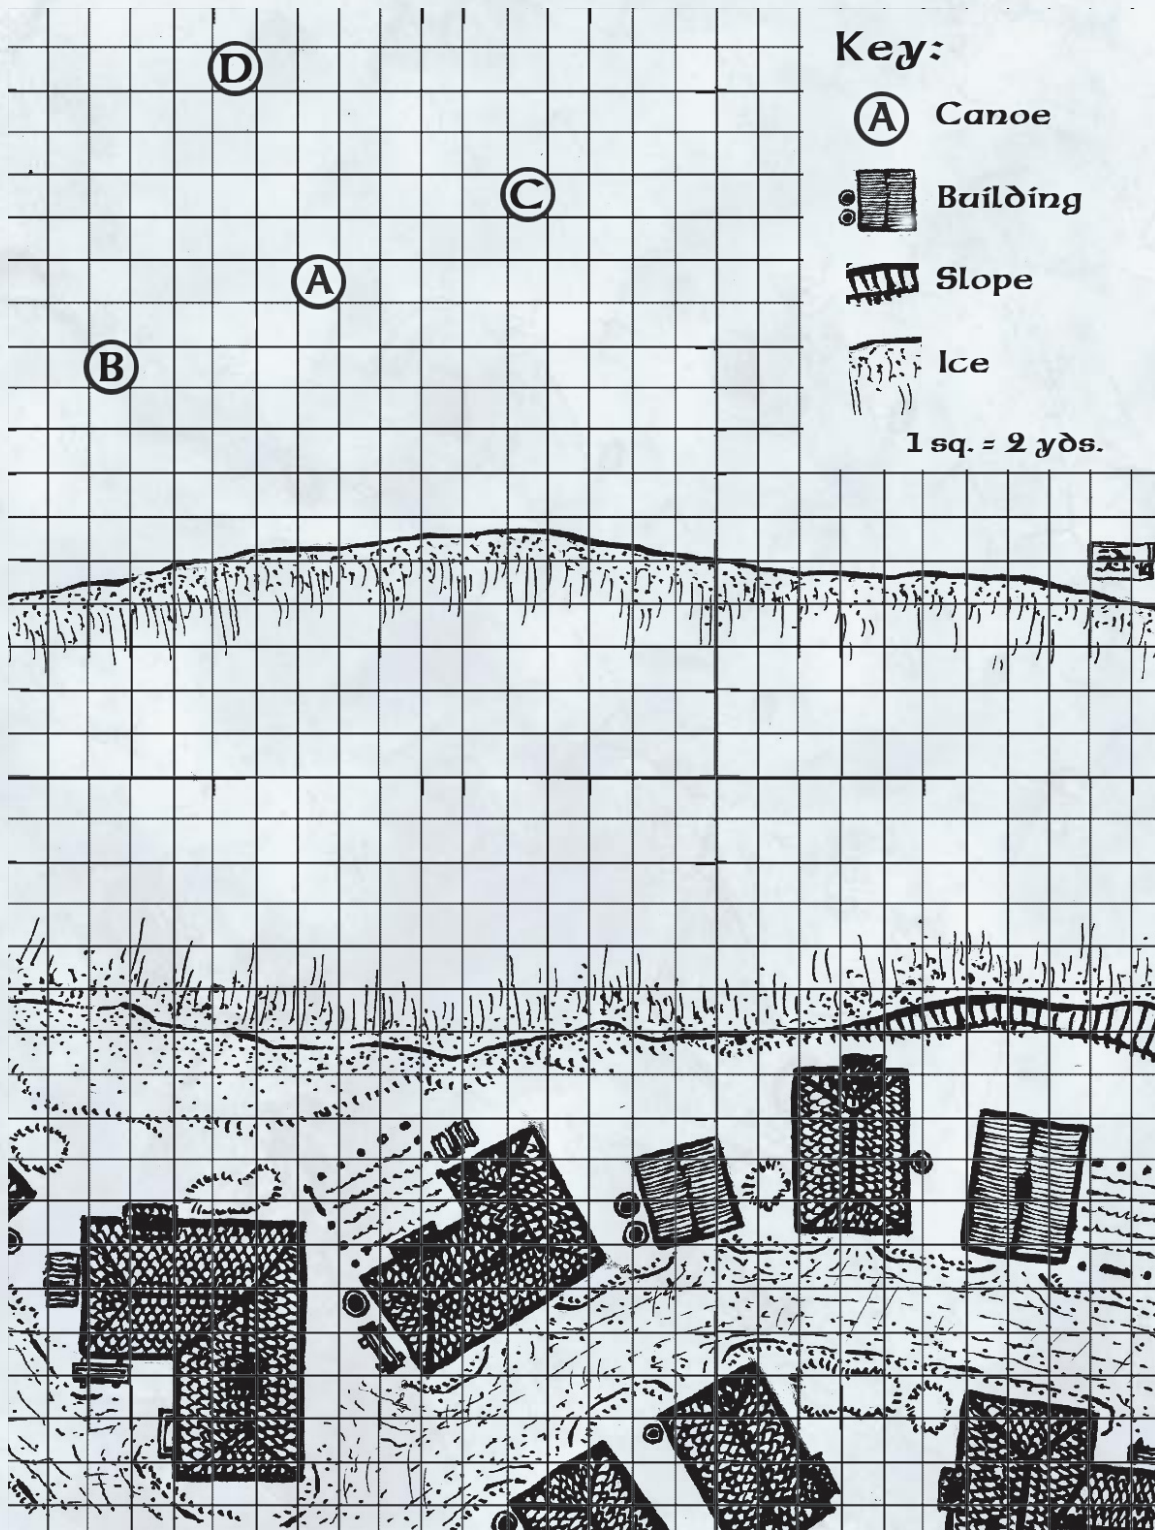 Key:
D
A Canoe
C
Building
A
Slope
B
Ice
1 sq. = 2 yds.